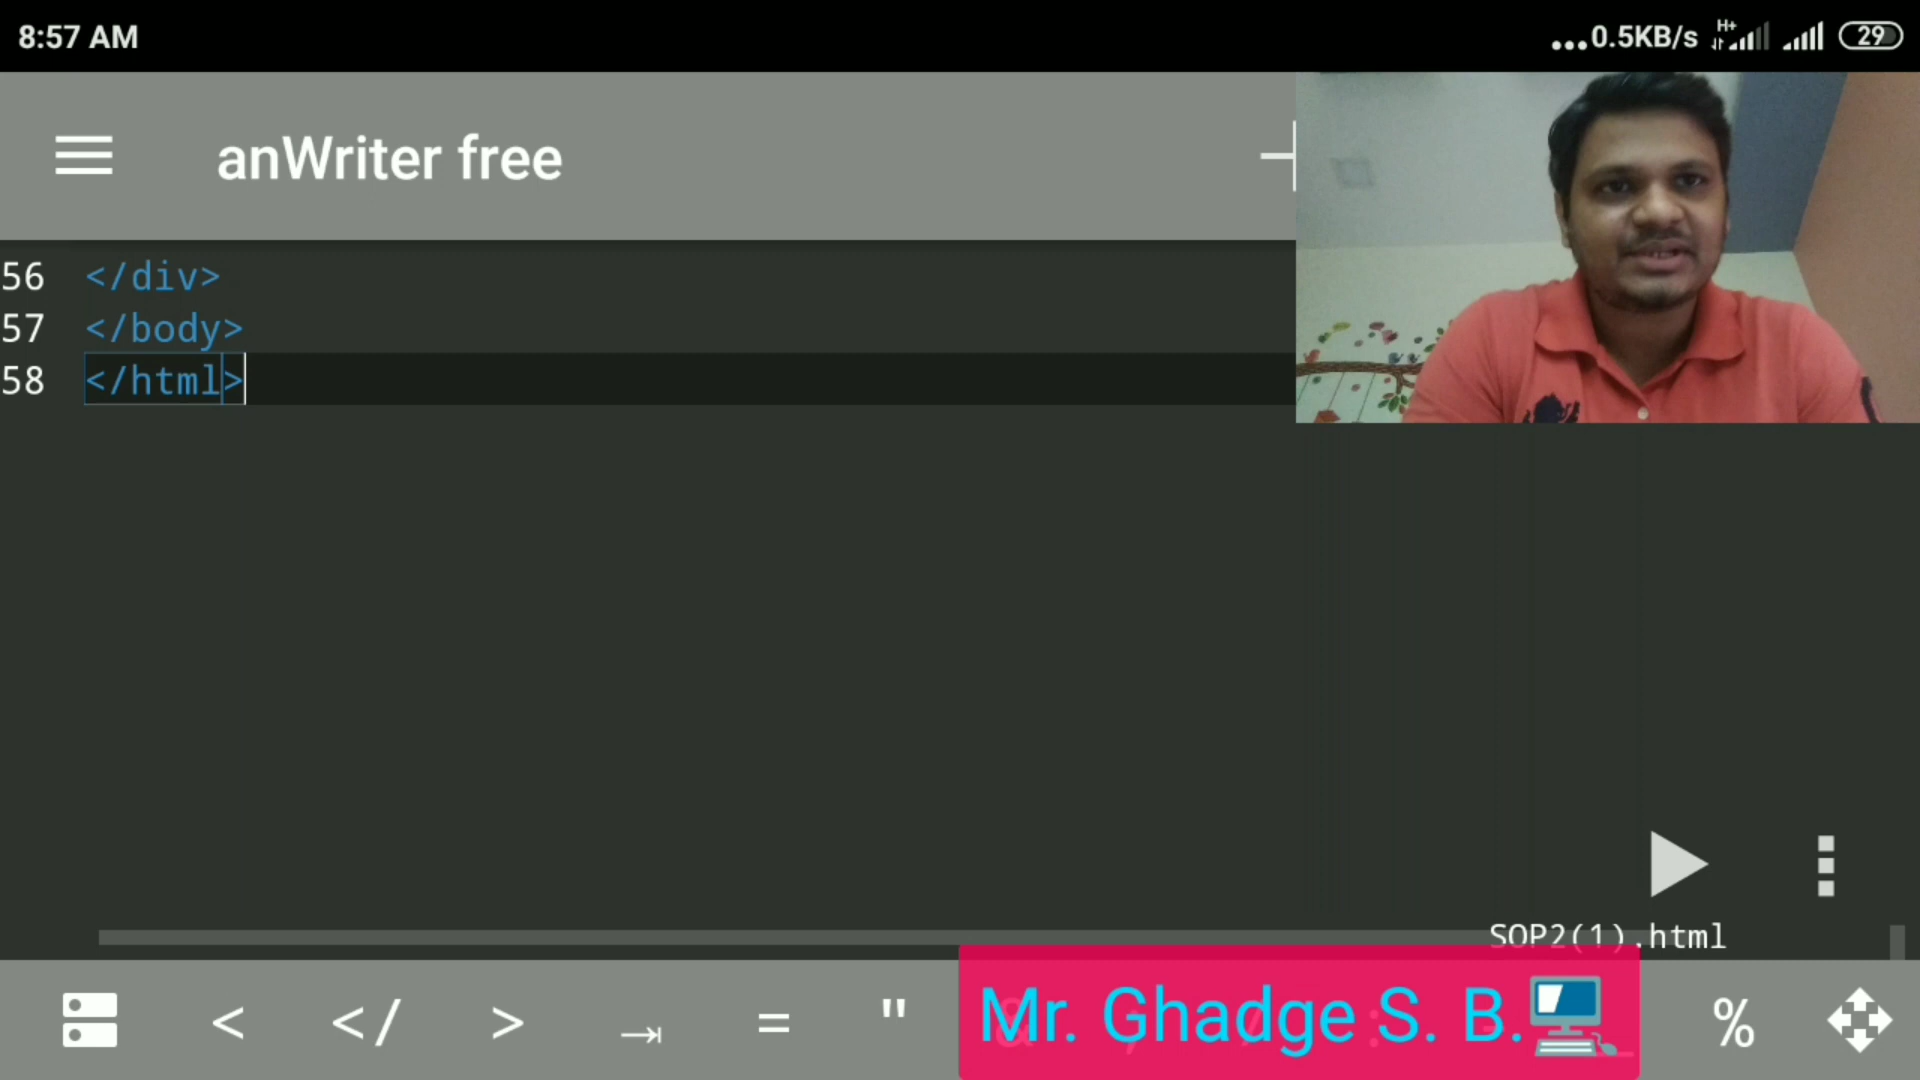 8:57 AM
...0.5KB/s H+ 29
anWriter free
56 </div>
57 </body>
58 </html>
SOP2(1).html
< </ > = " Mr. Ghadge S. B. %